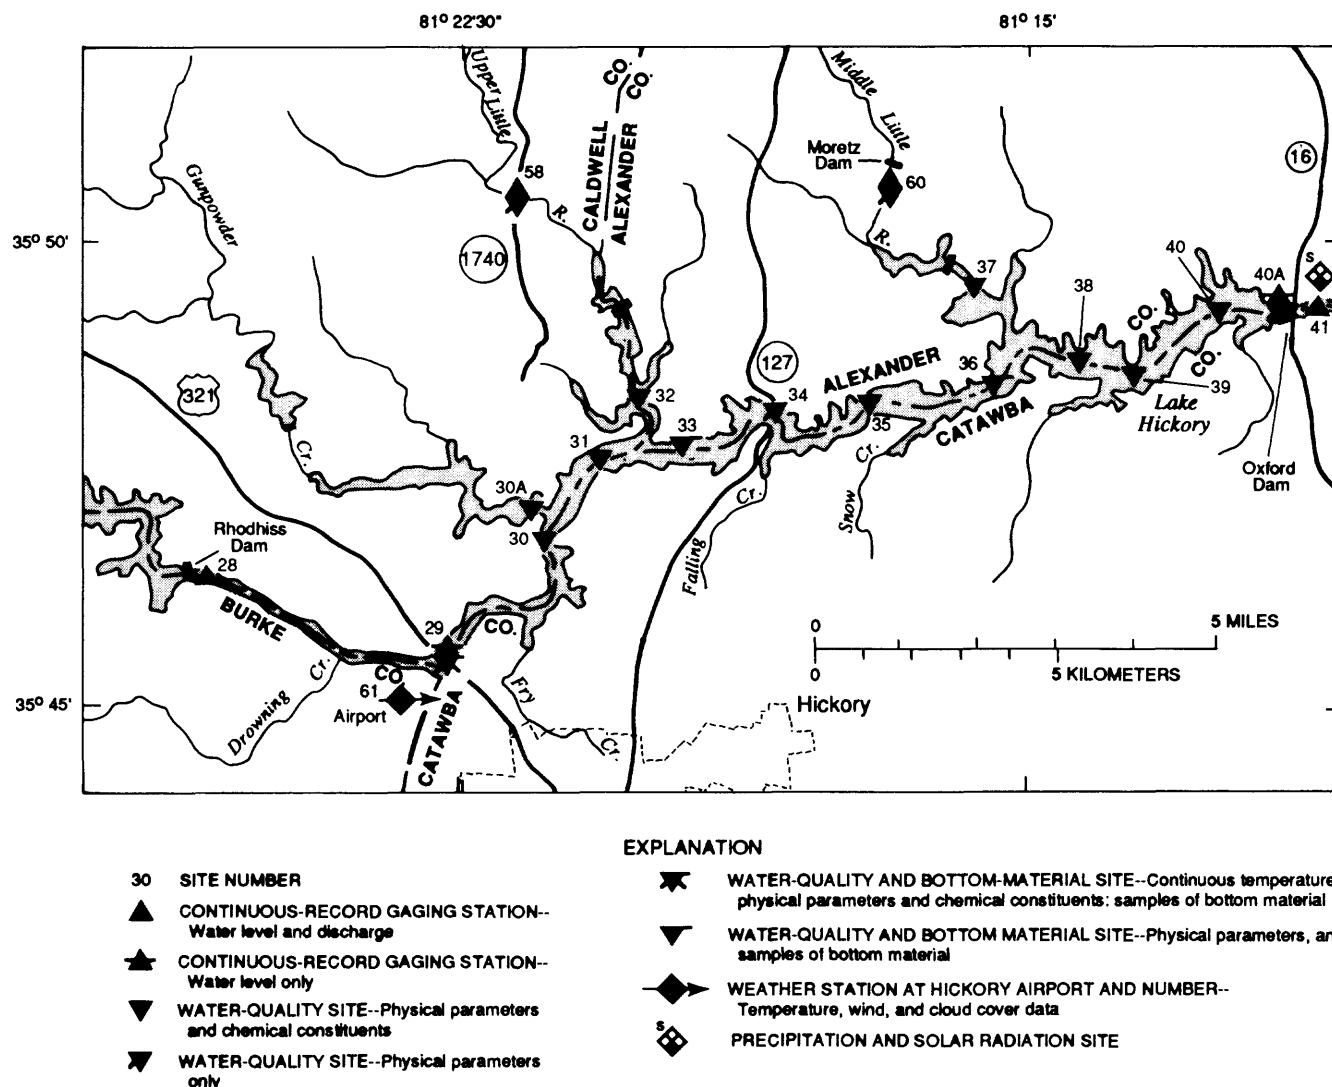 81° 22'30"
81° 15'
Upper Little
R.
CO.
CO.
CALDWELL
ALEXANDER
Middle
Little
R.
Moretz
Dam
60
16
58
Gunpowder
Cr.
35° 50'
1740
37
40
40A
s
38
CO.
CO.
41
321
127
ALEXANDER
36
39
32
34
33
35
CATAWBA
Lake
Hickory
31
Cr.
Snow
Oxford
Dam
30A
30
Cr.
Falling
Rhodhiss
Dam
28
BURKE
CO.
29
CO.
0
5 MILES
0
5 KILOMETERS
Cr.
Drowning
61
Airport
35° 45'
CATAWBA
Fry
Cr
Hickory
EXPLANATION
30 SITE NUMBER
CONTINUOUS-RECORD GAGING STATION--
Water level and discharge
CONTINUOUS-RECORD GAGING STATION--
Water level only
WATER-QUALITY SITE--Physical parameters
and chemical constituents
WATER-QUALITY SITE--Physical parameters
only
WATER-QUALITY AND BOTTOM-MATERIAL SITE--Continuous temperature
physical parameters and chemical constituents: samples of bottom material
WATER-QUALITY AND BOTTOM MATERIAL SITE--Physical parameters, an
samples of bottom material
WEATHER STATION AT HICKORY AIRPORT AND NUMBER--
Temperature, wind, and cloud cover data
s
PRECIPITATION AND SOLAR RADIATION SITE